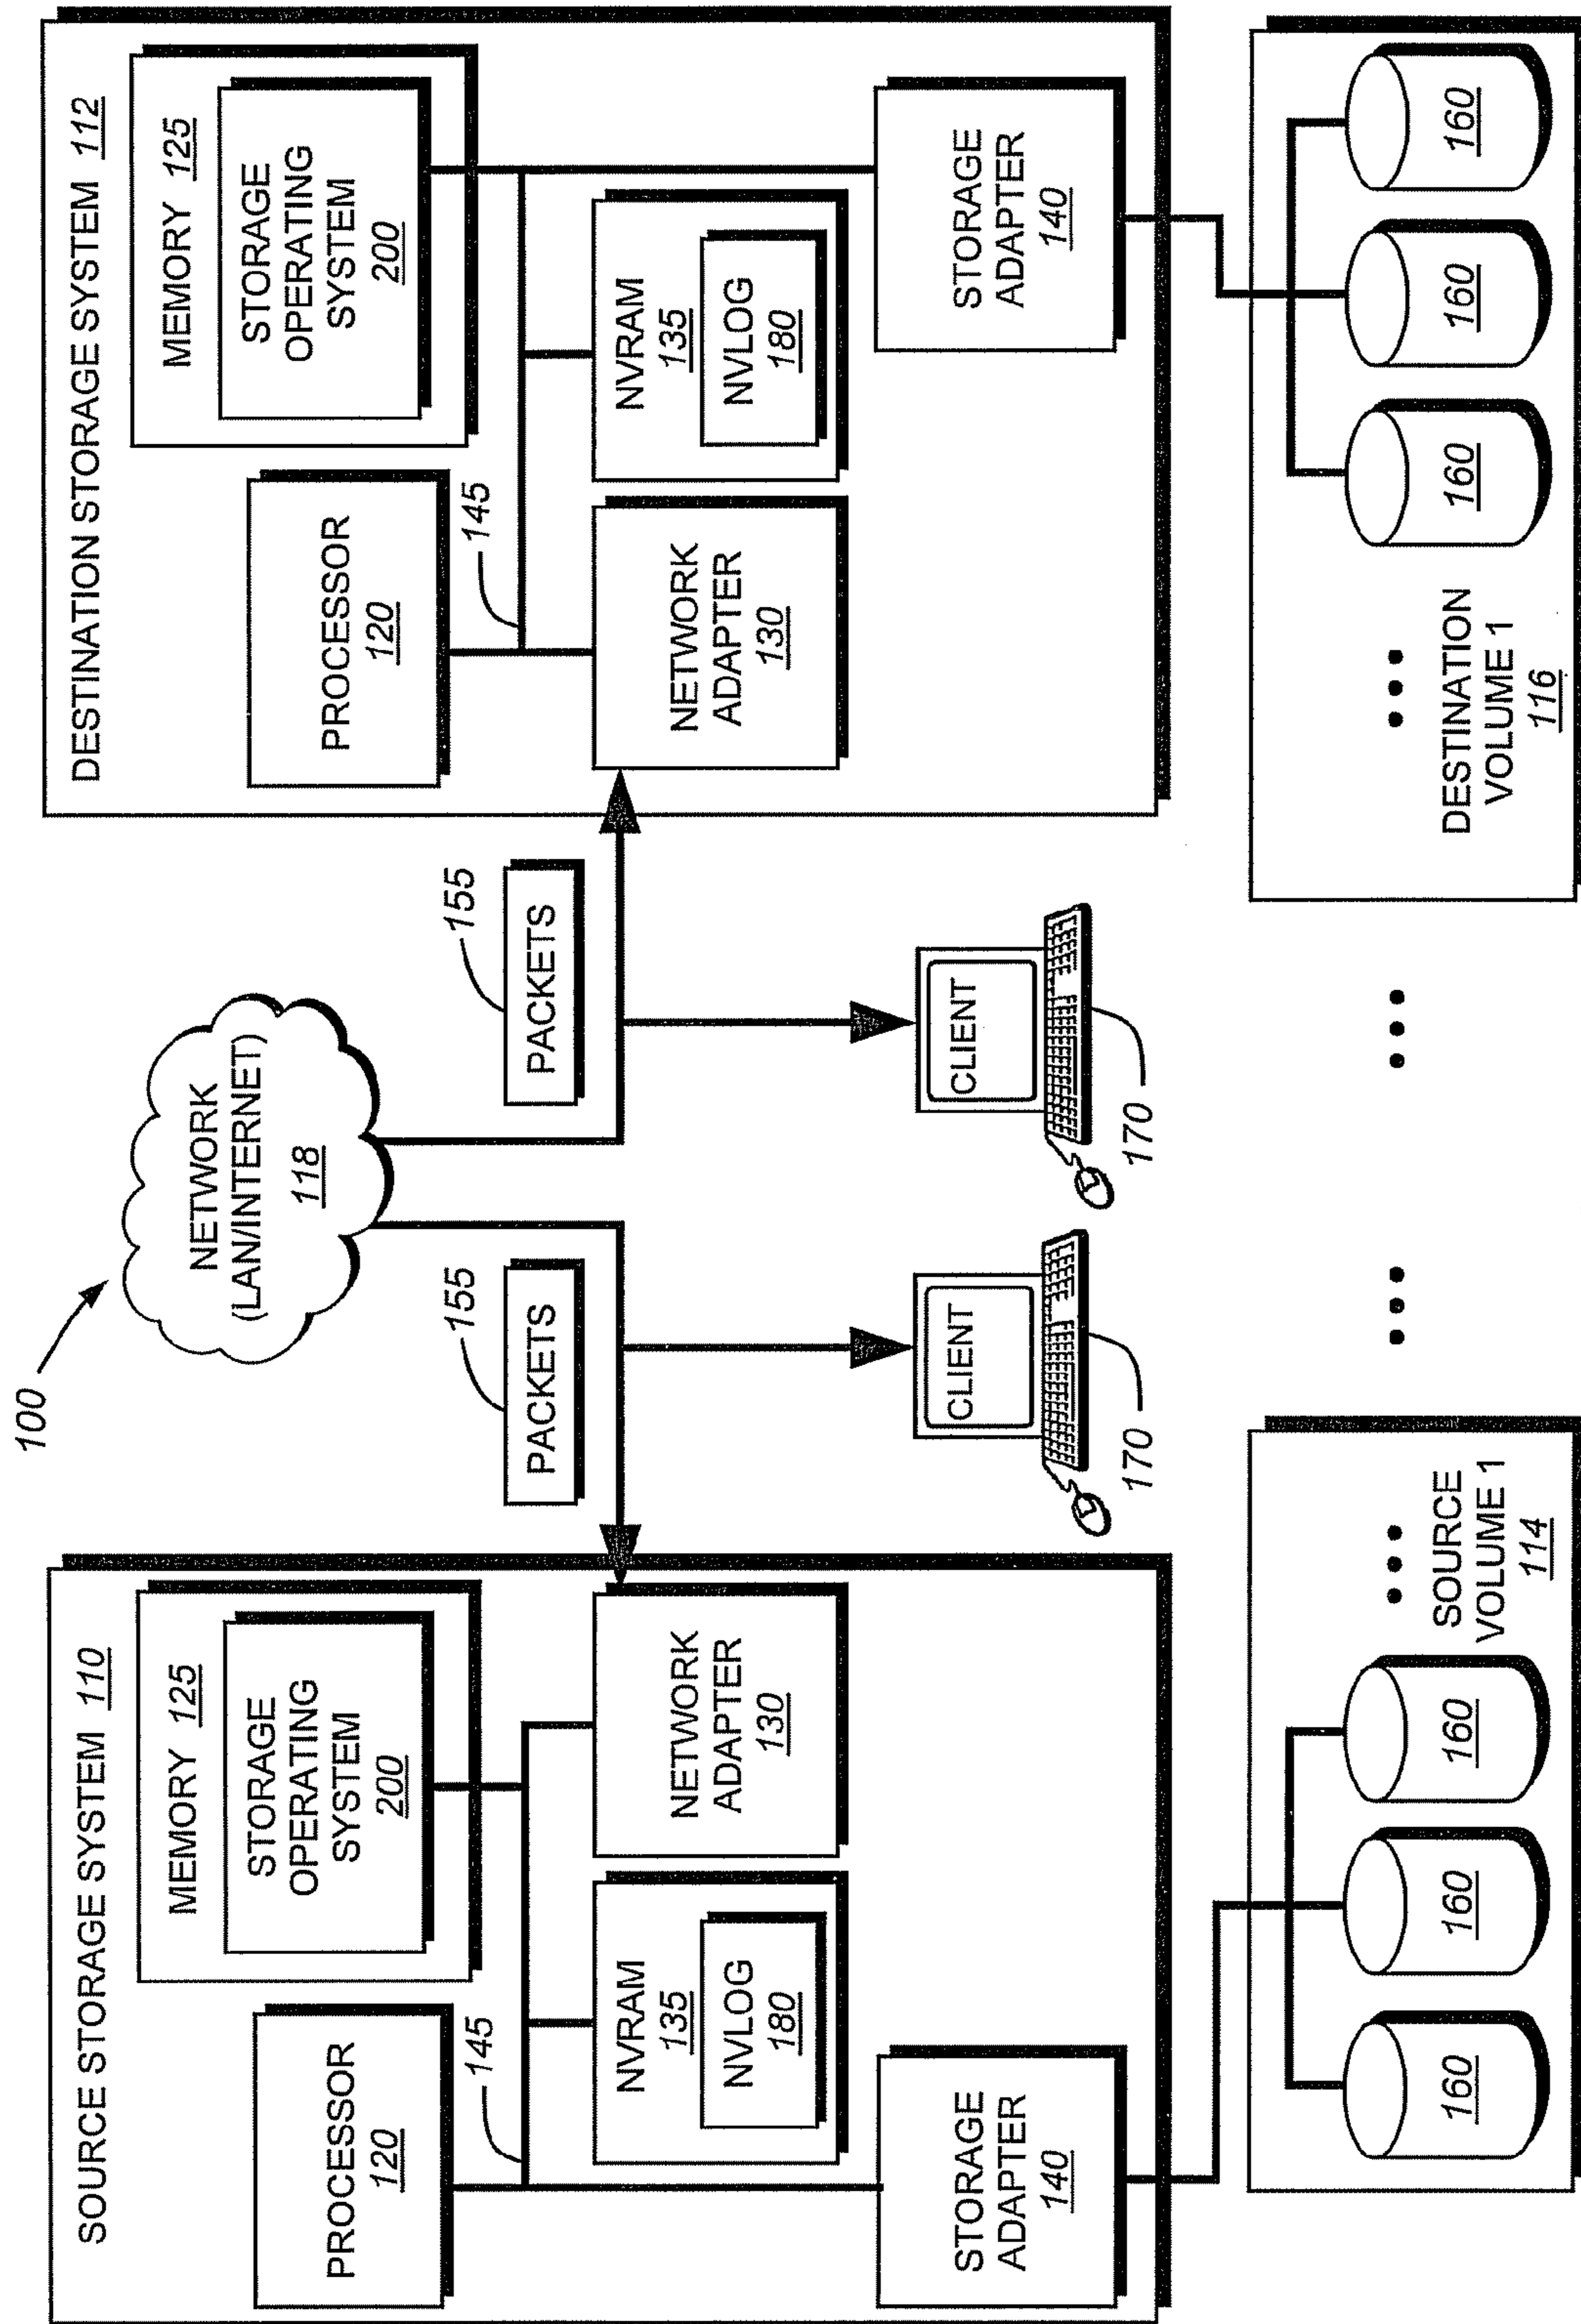 100
NETWORK
(LAN/INTERNET)
118
SOURCE STORAGE SYSTEM 110
PROCESSOR
120
MEMORY 125
STORAGE
OPERATING
SYSTEM
200
145
STORAGE
ADAPTER
140
NVRAM
135
NVLOG
180
NETWORK
ADAPTER
130
155
PACKETS
155
PACKETS
CLIENT
170
CLIENT
170
DESTINATION STORAGE SYSTEM 112
PROCESSOR
120
MEMORY 125
STORAGE
OPERATING
SYSTEM
200
145
NETWORK
ADAPTER
130
NVRAM
135
NVLOG
180
STORAGE
ADAPTER
140
160
160
160
SOURCE
VOLUME 1
114
DESTINATION
VOLUME 1
116
160
160
160